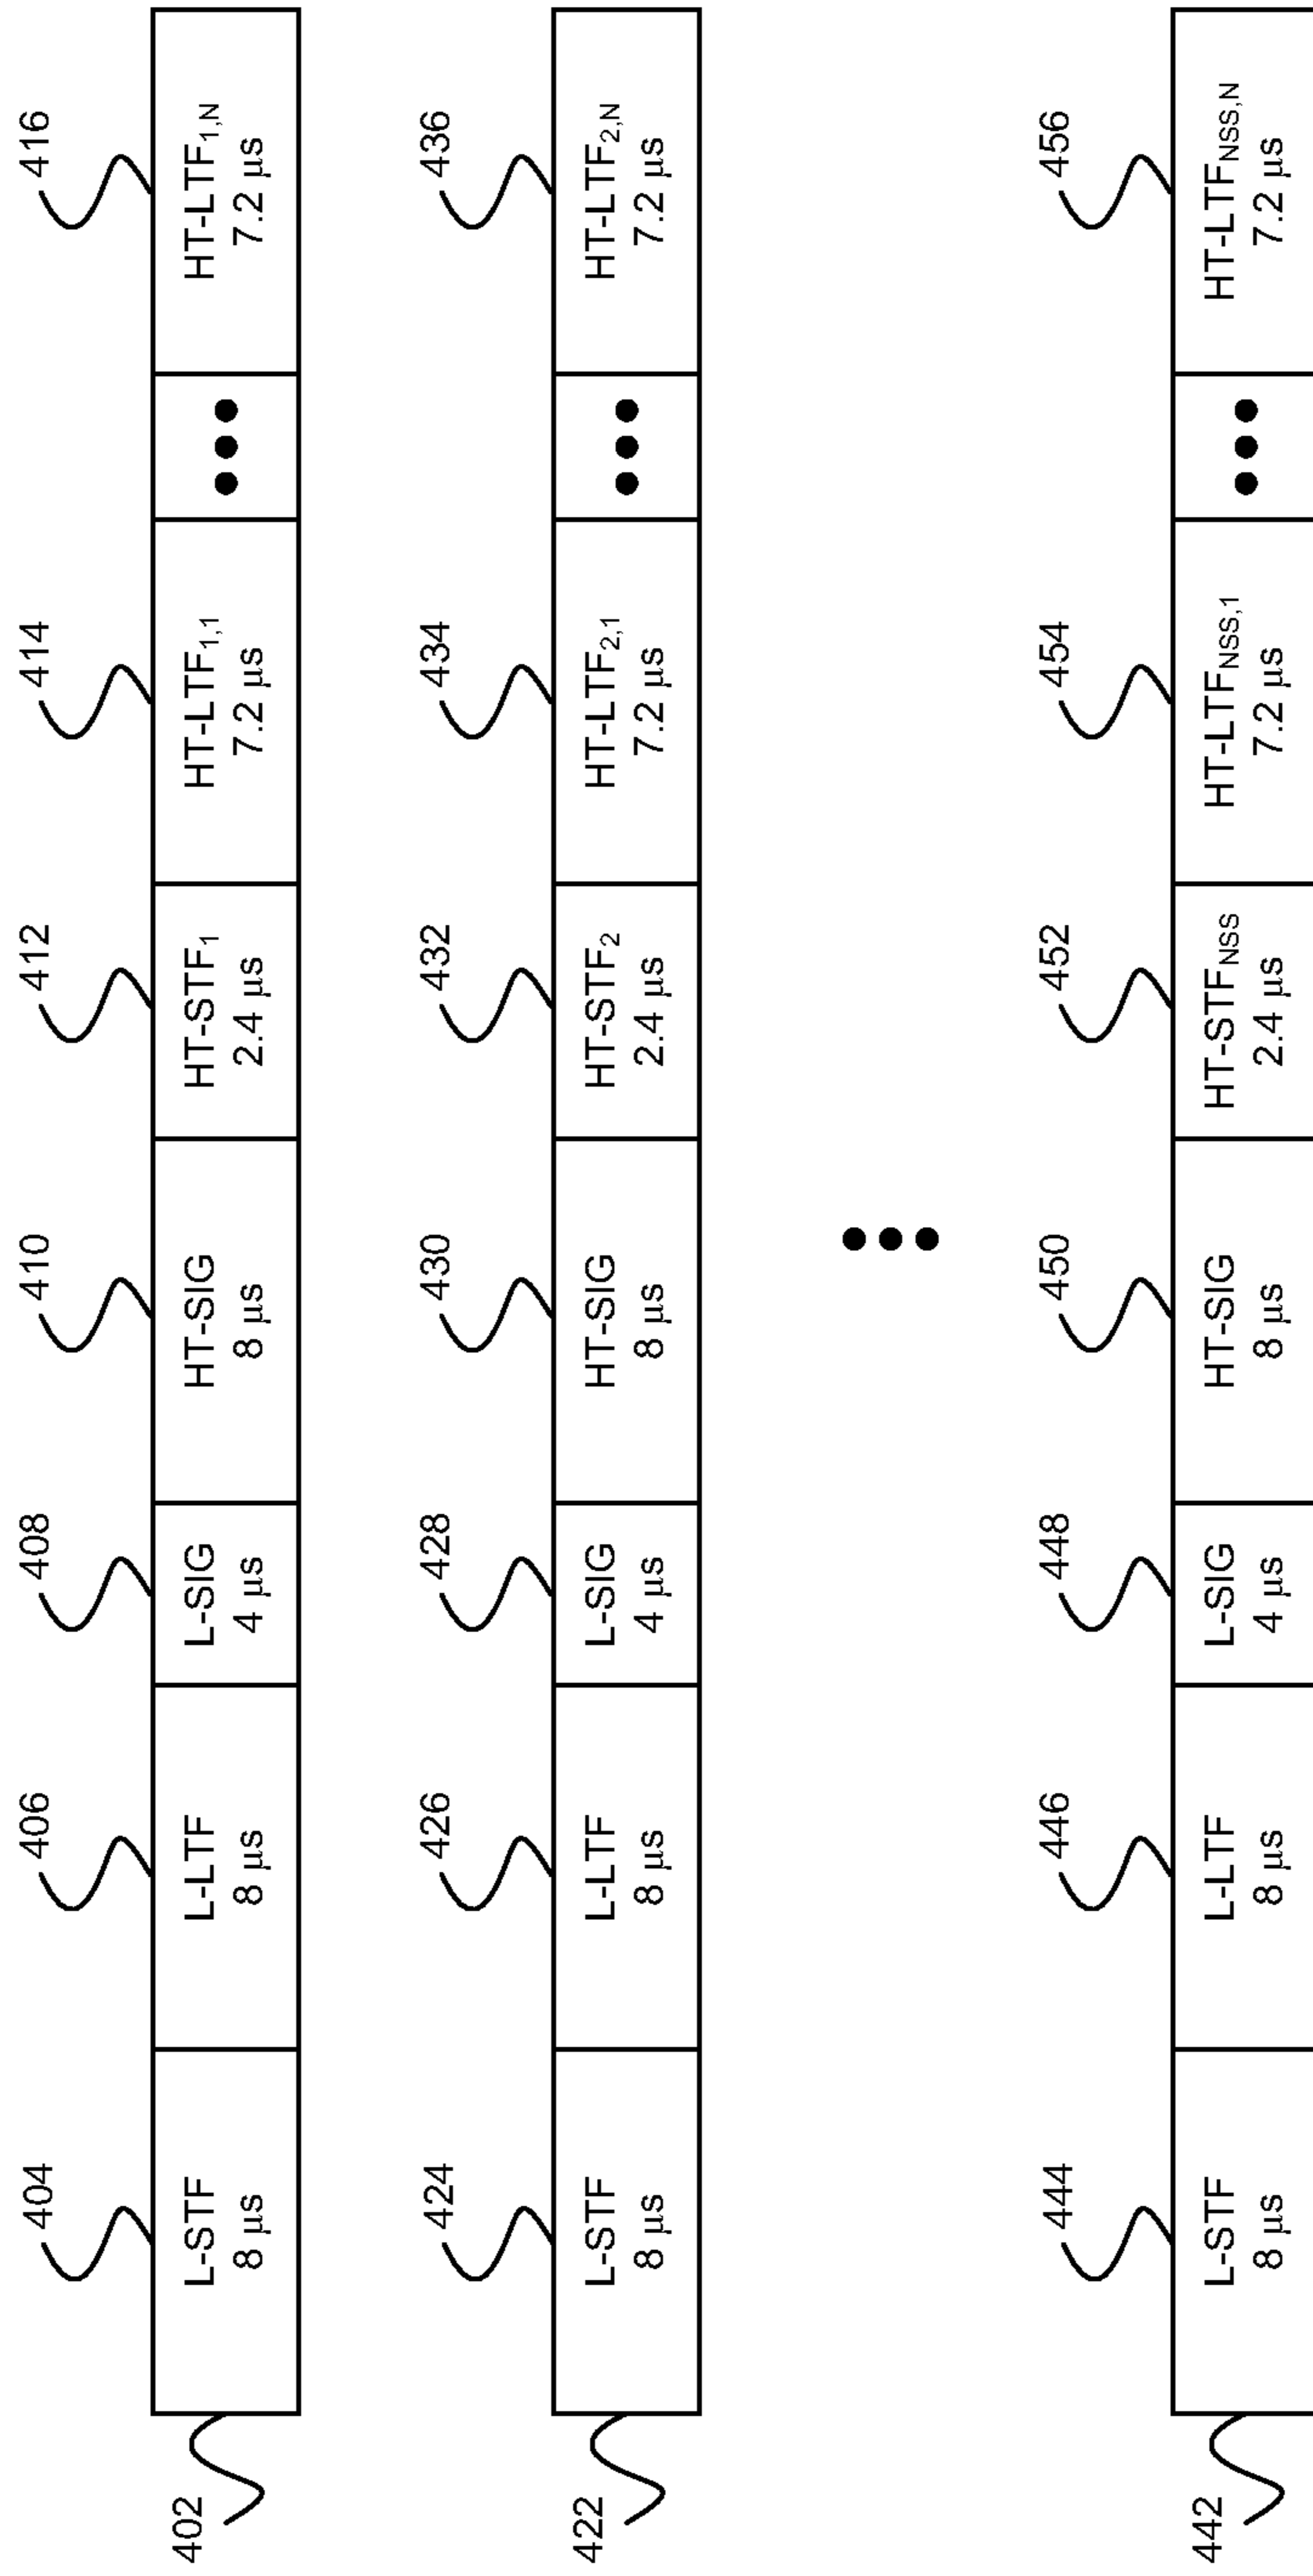 404 406 408 410 412 414 416
402
L-STF
8 µs
L-LTF
8 µs
L-SIG
4 µs
HT-SIG
8 µs
HT-STF1
2.4 µs
HT-LTF1,1
7.2 µs
HT-LTF1,N
7.2 µs
424 426 428 430 432 434 436
422
L-STF
8 µs
L-LTF
8 µs
L-SIG
4 µs
HT-SIG
8 µs
HT-STF2
2.4 µs
HT-LTF2,1
7.2 µs
HT-LTF2,N
7.2 µs
444 446 448 450 452 454 456
442
L-STF
8 µs
L-LTF
8 µs
L-SIG
4 µs
HT-SIG
8 µs
HT-STFNSS
2.4 µs
HT-LTFNSS,1
7.2 µs
HT-LTFNSS,N
7.2 µs